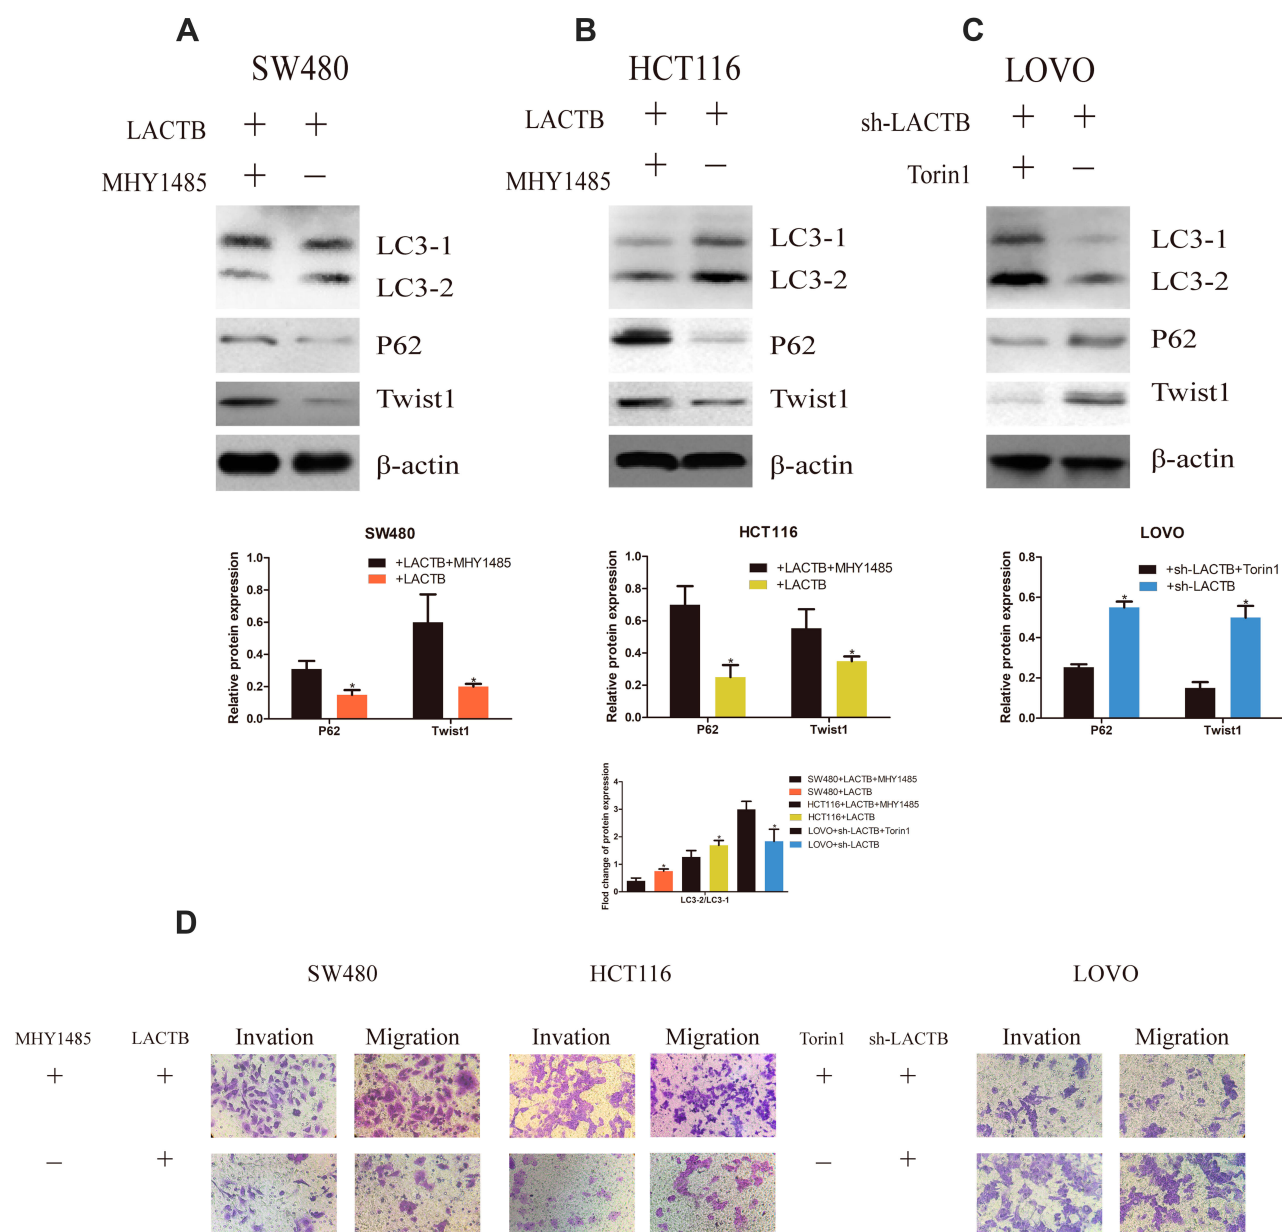 A
SW480
LACTB + +
MHY1485 + −
LC3-1
LC3-2
P62
Twist1
β-actin
B
HCT116
LACTB + +
MHY1485 + −
LC3-1
LC3-2
P62
Twist1
β-actin
C
LOVO
sh-LACTB + +
Torin1 + −
LC3-1
LC3-2
P62
Twist1
β-actin
SW480
Relative protein expression
1.0
0.8
0.6
0.4
0.2
0.0
+LACTB+MHY1485
+LACTB
* *
P62 Twist1
HCT116
Relative protein expression
1.0
0.8
0.6
0.4
0.2
0.0
+LACTB+MHY1485
+LACTB
* *
P62 Twist1
LOVO
Relative protein expression
0.8
0.6
0.4
0.2
0.0
+sh-LACTB+Torin1
+sh-LACTB
* *
P62 Twist1
Flod change of protein expression
4
3
2
1
0
* * *
LC3-2/LC3-1
SW480+LACTB+MHY1485
SW480+LACTB
HCT116+LACTB+MHY1485
HCT116+LACTB
LOVO+sh-LACTB+Torin1
LOVO+sh-LACTB
D
SW480 HCT116 LOVO
MHY1485 LACTB Invation Migration Invation Migration Torin1 sh-LACTB Invation Migration
+ + + +
− + − +